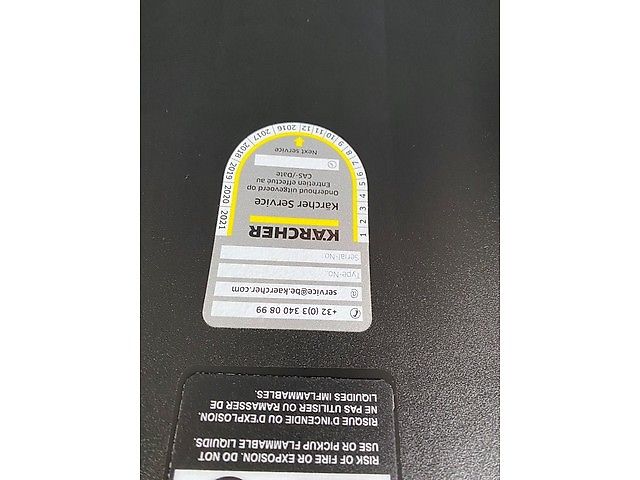 RISK OF FIRE OR EXPOSION. DO NOT
USE OR PICKUP FLAMMABLE LIQUIDS.
RISQUE D'INCENDIE OU D'EXPLOSION.
NE PAS UTILISER OU RAMASSER DE
LIQUIDES IMFLAMMABLES.
+32 (0)3 340 08 99
@ service@be.kaercher.com
Type-No.:
Serial-No.:
KÄRCHER
Kärcher Service
Onderhoud uitgevoerd op
Entretien effectué au
CAS-/Date
Next service
1 2 3 4 5 6 7 8 9 10 11 12 2016 2017 2018 2019 2020 2021